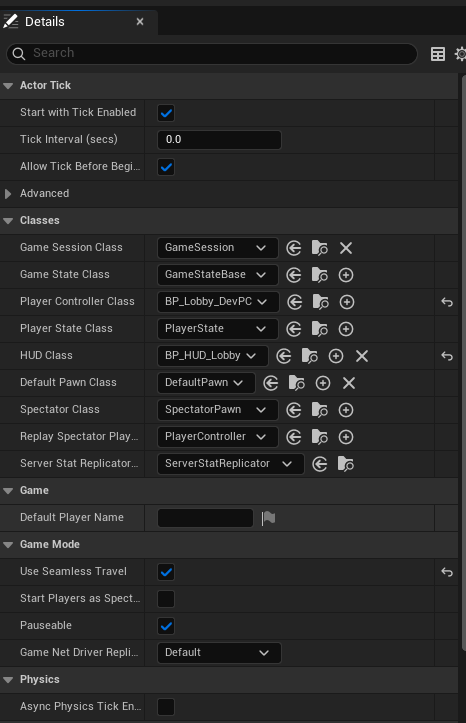 Details
Search
Actor Tick
Start with Tick Enabled
Tick Interval (secs) 0.0
Allow Tick Before Begi...
Advanced
Classes
Game Session Class GameSession
Game State Class GameStateBase
Player Controller Class BP_Lobby_DevPC
Player State Class PlayerState
HUD Class BP_HUD_Lobby
Default Pawn Class DefaultPawn
Spectator Class SpectatorPawn
Replay Spectator Play... PlayerController
Server Stat Replicator... ServerStatReplicator
Game
Default Player Name
Game Mode
Use Seamless Travel
Start Players as Spect...
Pauseable
Game Net Driver Repli... Default
Physics
Async Physics Tick En...